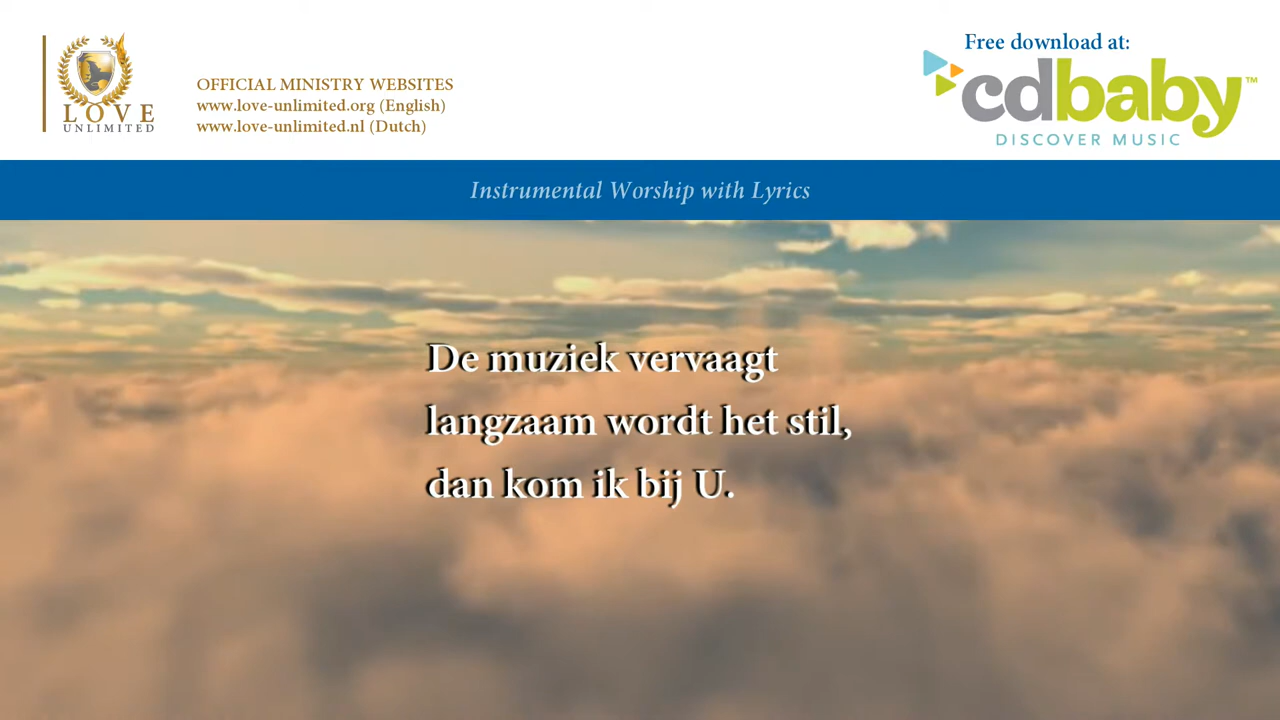 LOVE
UNLIMITED
OFFICIAL MINISTRY WEBSITES
www.love-unlimited.org (English)
www.love-unlimited.nl (Dutch)
Free download at:
cdbaby™
DISCOVER MUSIC
Instrumental Worship with Lyrics
De muziek vervaagt
langzaam wordt het stil,
dan kom ik bij U.